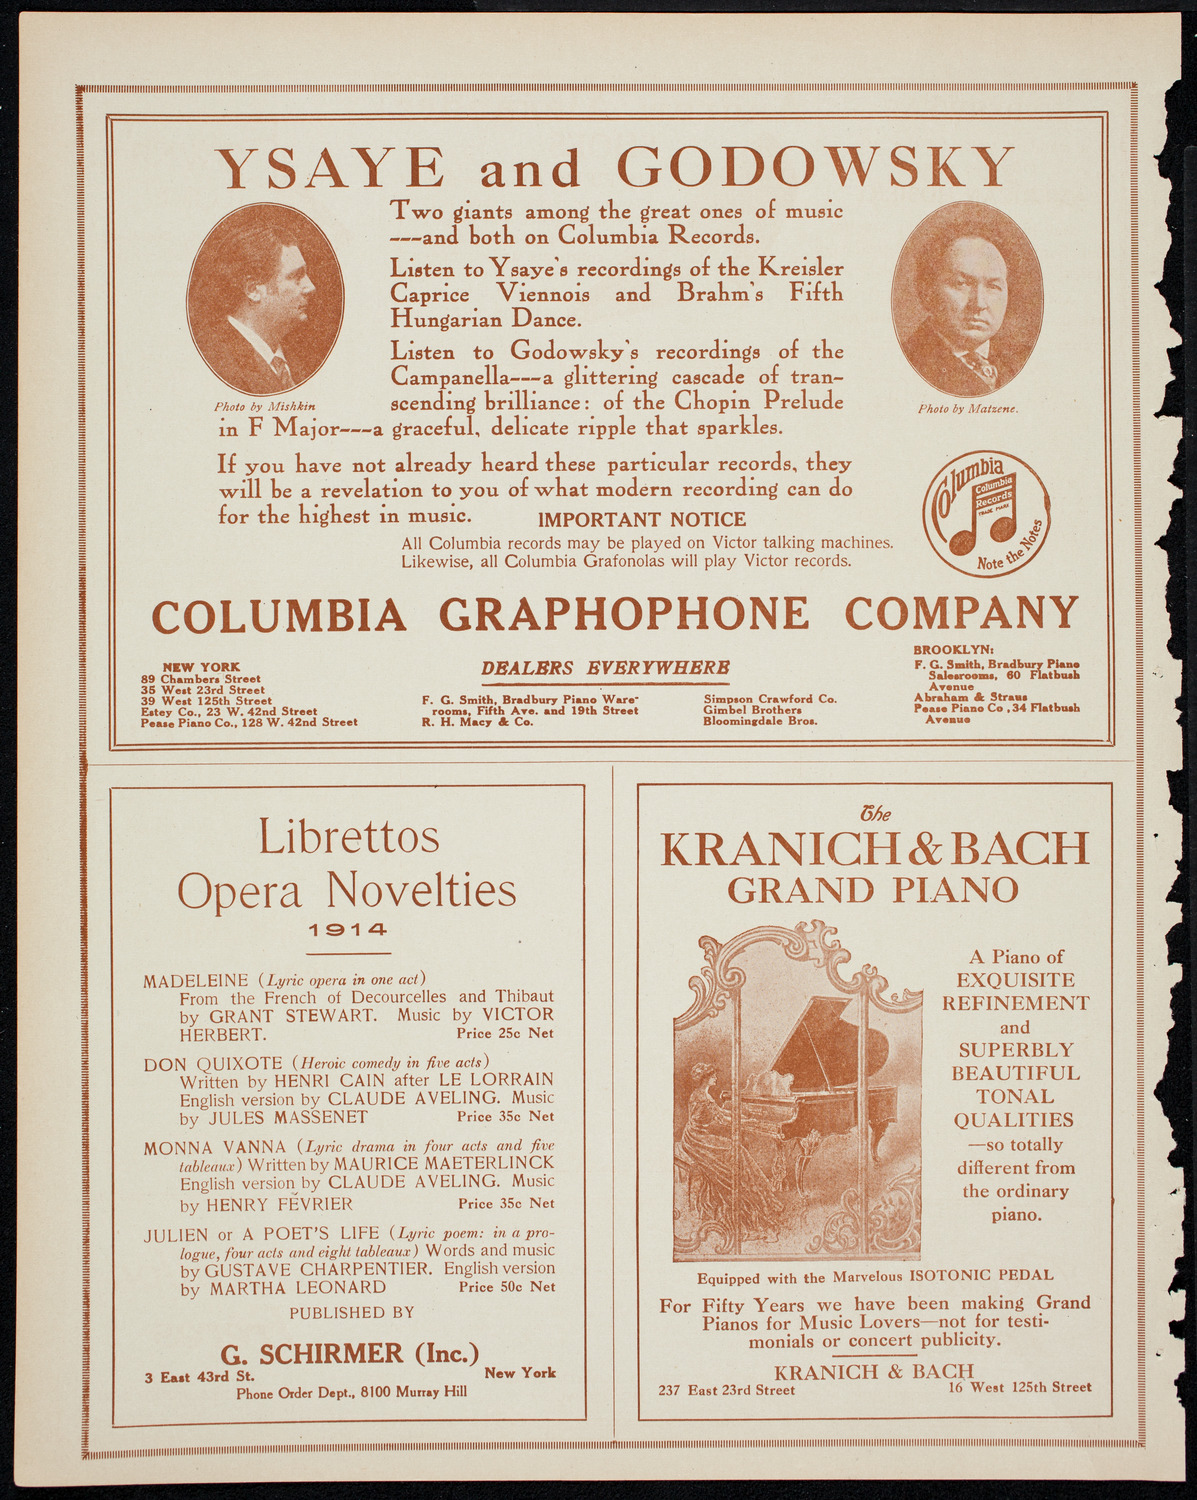 YSAYE and GODOWSKY
Two giants among the great ones of music
---and both on Columbia Records.
Listen to Ysaye's recordings of the Kreisler
Caprice Viennois and Brahm's Fifth
Hungarian Dance.
Listen to Godowsky's recordings of the
Campanella---a glittering cascade of tran-
scending brilliance: of the Chopin Prelude
in F Major---a graceful, delicate ripple that sparkles.
Photo by Mishkin
Photo by Matzene.
If you have not already heard these particular records, they
will be a revelation to you of what modern recording can do
for the highest in music.
IMPORTANT NOTICE
All Columbia records may be played on Victor talking machines.
Likewise, all Columbia Grafonolas will play Victor records.
Columbia
Columbia
Records
TRADE MARK
Note the Notes
COLUMBIA GRAPHOPHONE COMPANY
NEW YORK
89 Chambers Street
35 West 23rd Street
39 West 125th Street
Estey Co., 23 W. 42nd Street
Pease Piano Co., 128 W. 42nd Street
DEALERS EVERYWHERE
F. G. Smith, Bradbury Piano Ware-
rooms, Fifth Ave. and 19th Street
R. H. Macy & Co.
Simpson Crawford Co.
Gimbel Brothers
Bloomingdale Bros.
BROOKLYN:
F. G. Smith, Bradbury Piano
Salesrooms, 60 Flatbush
Avenue
Abraham & Straus
Pease Piano Co., 34 Flatbush
Avenue
Librettos
Opera Novelties
1914
MADELEINE (Lyric opera in one act)
From the French of Decourcelles and Thibaut
by GRANT STEWART. Music by VICTOR
HERBERT. Price 25c Net
DON QUIXOTE (Heroic comedy in five acts)
Written by HENRI CAIN after LE LORRAIN
English version by CLAUDE AVELING. Music
by JULES MASSENET Price 35c Net
MONNA VANNA (Lyric drama in four acts and five
tableaux) Written by MAURICE MAETERLINCK
English version by CLAUDE AVELING. Music
by HENRY FÉVRIER Price 35c Net
JULIEN or A POET'S LIFE (Lyric poem: in a pro-
logue, four acts and eight tableaux) Words and music
by GUSTAVE CHARPENTIER. English version
by MARTHA LEONARD Price 50c Net
PUBLISHED BY
G. SCHIRMER (Inc.)
3 East 43rd St. New York
Phone Order Dept., 8100 Murray Hill
The
KRANICH & BACH
GRAND PIANO
A Piano of
EXQUISITE
REFINEMENT
and
SUPERBLY
BEAUTIFUL
TONAL
QUALITIES
—so totally
different from
the ordinary
piano.
Equipped with the Marvelous ISOTONIC PEDAL
For Fifty Years we have been making Grand
Pianos for Music Lovers—not for testi-
monials or concert publicity.
KRANICH & BACH
237 East 23rd Street 16 West 125th Street